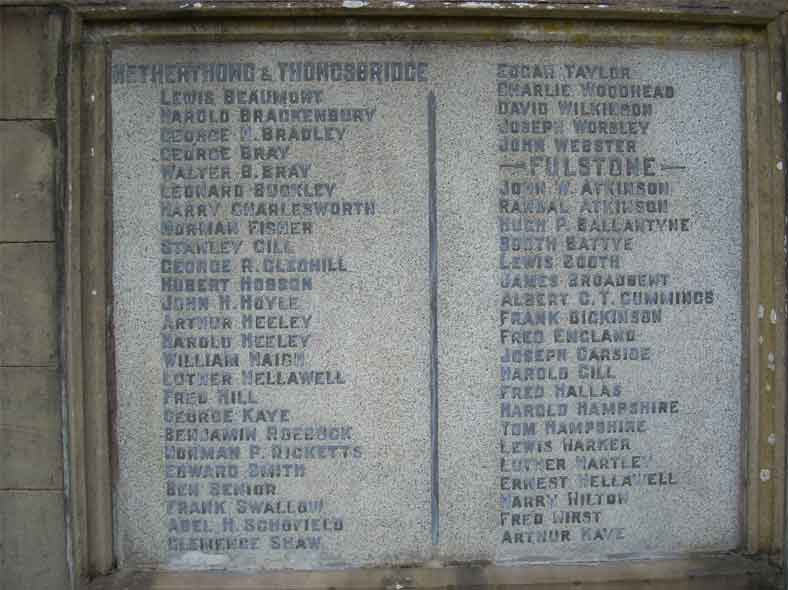 NETHERTHONG & THONGSBRIDGE
LEWIS BEAUMONT
HAROLD BRACKENBURY
GEORGE H. BRADLEY
GEORGE BRAY
WALTER B. BRAY
LEONARD BUCKLEY
HARRY CHARLESWORTH
NORMAN FISHER
STANLEY GILL
GEORGE R. GLEDHILL
HUBERT HOBSON
JOHN H. HOYLE
ARTHUR HEELEY
HAROLD HEELEY
WILLIAM HAIGH
LUTHER HELLAWELL
FRED HILL
GEORGE KAYE
BENJAMIN ROEBUCK
NORMAN P. RICKETTS
EDWARD SMITH
BEN SENIOR
FRANK SWALLOW
ABEL H. SCHOFIELD
CLEMENCE SHAW
EDGAR TAYLOR
CHARLIE WOODHEAD
DAVID WILKINSON
JOSEPH WORSLEY
JOHN WEBSTER
—FULSTONE—
JOHN W. ATKINSON
RANDAL ATKINSON
HUGH P. BALLANTYNE
BOOTH BATTYE
LEWIS BOOTH
JAMES BROADBENT
ALBERT C. T. CUMMINGS
FRANK DICKINSON
FRED ENGLAND
JOSEPH GARSIDE
HAROLD GILL
FRED HALLAS
HAROLD HAMPSHIRE
TOM HAMPSHIRE
LEWIS HARKER
LUTHER HARTLEY
ERNEST HELLAWELL
HARRY HILTON
FRED HIRST
ARTHUR KAYE